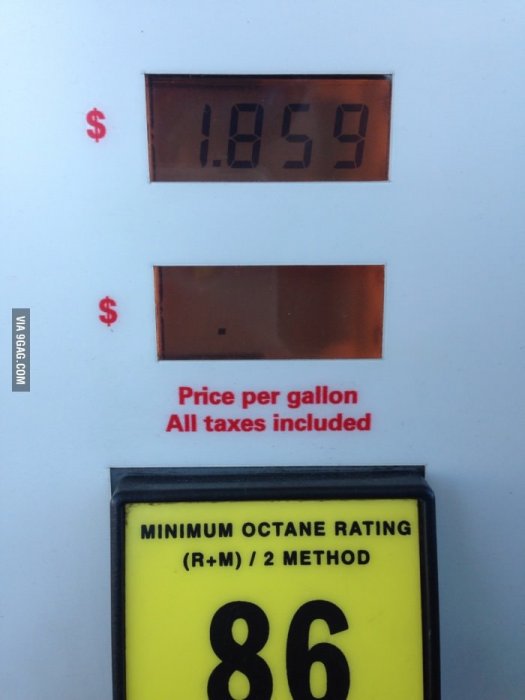 $ 1.859
$ .
Price per gallon
All taxes included
MINIMUM OCTANE RATING
(R+M) / 2 METHOD
86
VIA 9GAG.COM